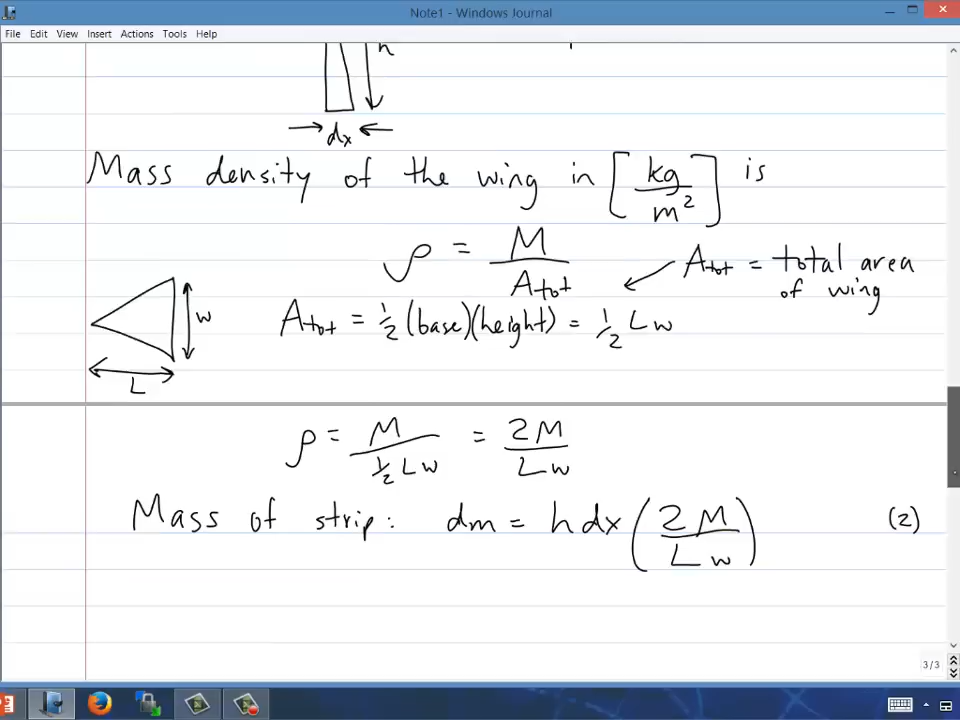 Note1 - Windows Journal
File Edit View Insert Actions Tools Help
h
dx
Mass density of the wing in [kg/m²] is
ρ = M/A_tot
A_tot = total area of wing
A_tot = ½ (base)(height) = ½ Lw
w
L
ρ = M/(½ Lw) = 2M/(Lw)
Mass of strip: dm = h dx (2M/(Lw)) (2)
3/3